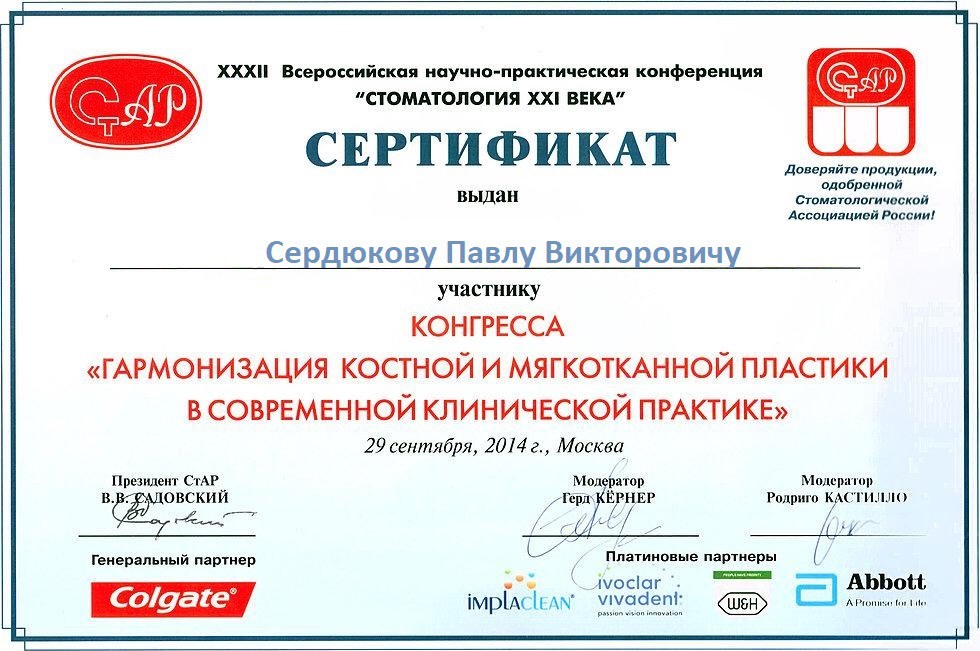 СтАР
XXXII Всероссийская научно-практическая конференция
“СТОМАТОЛОГИЯ XXI ВЕКА”
СЕРТИФИКАТ
выдан
СтАР
Доверяйте продукции,
одобренной
Стоматологической
Ассоциацией России!
Сердюкову Павлу Викторовичу
участнику
КОНГРЕССА
«ГАРМОНИЗАЦИЯ КОСТНОЙ И МЯГКОТКАННОЙ ПЛАСТИКИ
В СОВРЕМЕННОЙ КЛИНИЧЕСКОЙ ПРАКТИКЕ»
29 сентября, 2014 г., Москва
Президент СтАР
В.В. САДОВСКИЙ
Модератор
Герд КЁРНЕР
Модератор
Родриго КАСТИЛЛО
Генеральный партнер
Colgate®
Платиновые партнеры
implaclean®
ivoclar
vivadent:
passion vision innovation
PEOPLE HAVE PRIORITY
W&H
Abbott
A Promise for Life